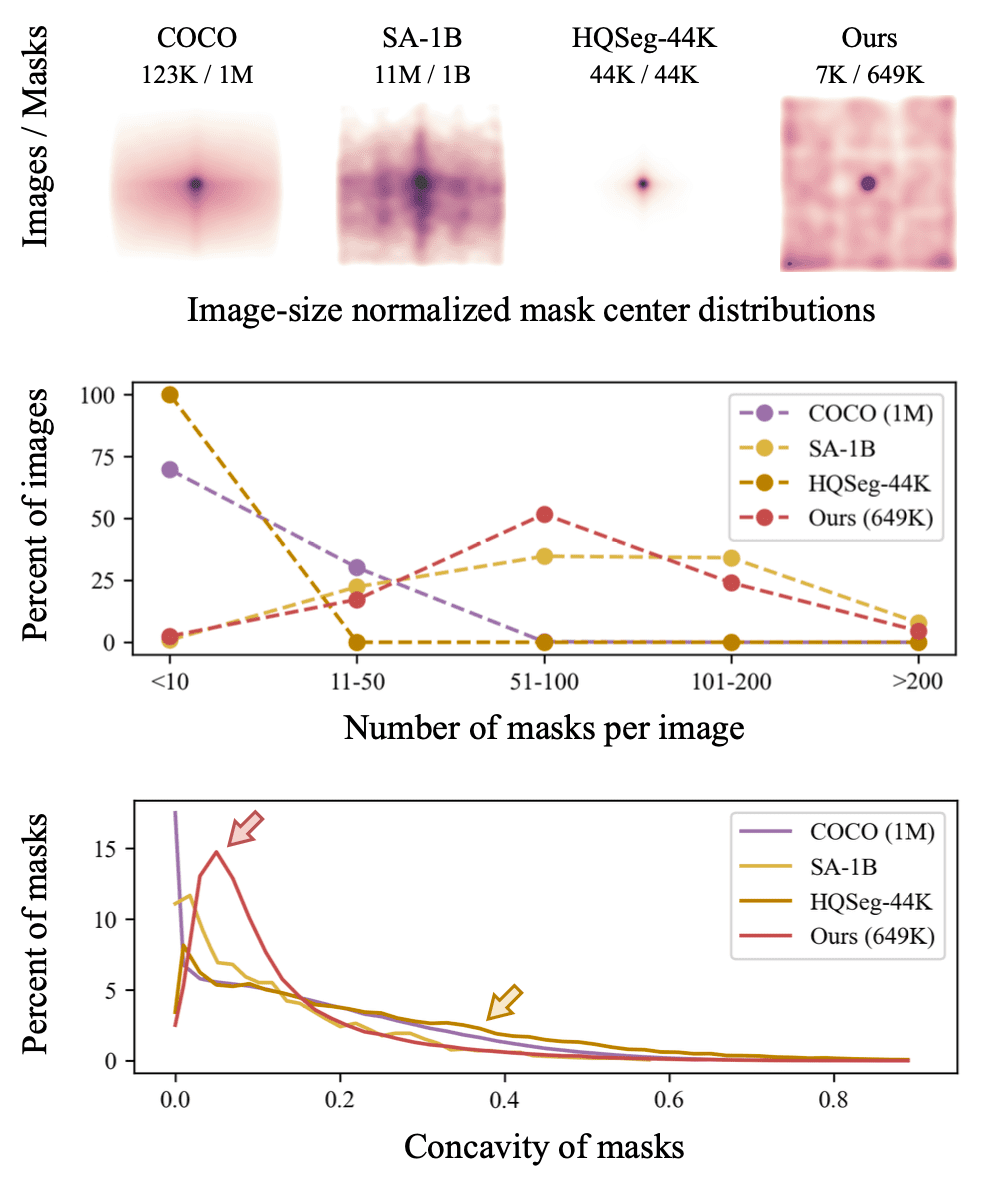 Images / Masks
COCO
123K / 1M
SA-1B
11M / 1B
HQSeg-44K
44K / 44K
Ours
7K / 649K
Image-size normalized mask center distributions
Percent of images
100
75
50
25
0
COCO (1M)
SA-1B
HQSeg-44K
Ours (649K)
<10
11-50
51-100
101-200
>200
Number of masks per image
Percent of masks
15
10
5
0
COCO (1M)
SA-1B
HQSeg-44K
Ours (649K)
0.0
0.2
0.4
0.6
0.8
Concavity of masks